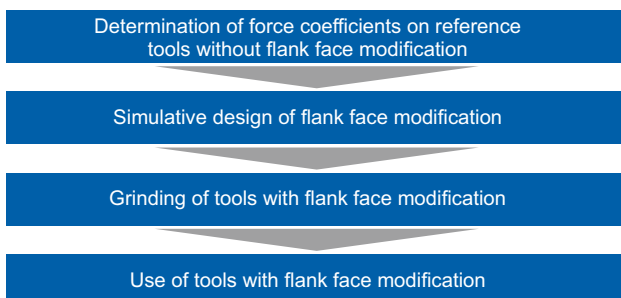 Determination of force coefficients on reference
tools without flank face modification
Simulative design of flank face modification
Grinding of tools with flank face modification
Use of tools with flank face modification